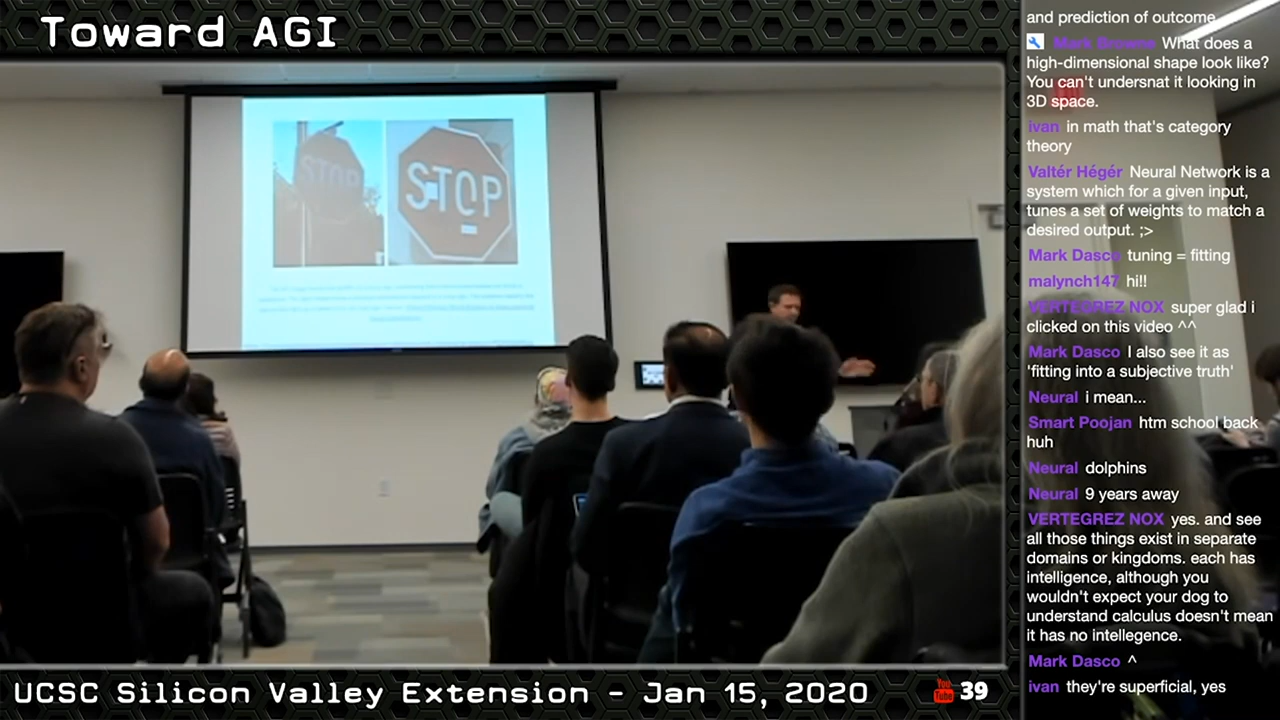 Toward AGI
STOP
STOP
UCSC Silicon Valley Extension - Jan 15, 2020
You Tube 39
and prediction of outcome
Mark Browne What does a
high-dimensional shape look like?
You can't undersnat it looking in
3D space.
ivan in math that's category
theory
Valtér Hégér Neural Network is a
system which for a given input,
tunes a set of weights to match a
desired output. ;>
Mark Dasco tuning = fitting
malynch147 hi!!
VERTEGREZ NOX super glad i
clicked on this video ^^
Mark Dasco I also see it as
'fitting into a subjective truth'
Neural i mean...
Smart Poojan htm school back
huh
Neural dolphins
Neural 9 years away
VERTEGREZ NOX yes. and see
all those things exist in separate
domains or kingdoms. each has
intelligence, although you
wouldn't expect your dog to
understand calculus doesn't mean
it has no intellegence.
Mark Dasco ^
ivan they're superficial, yes